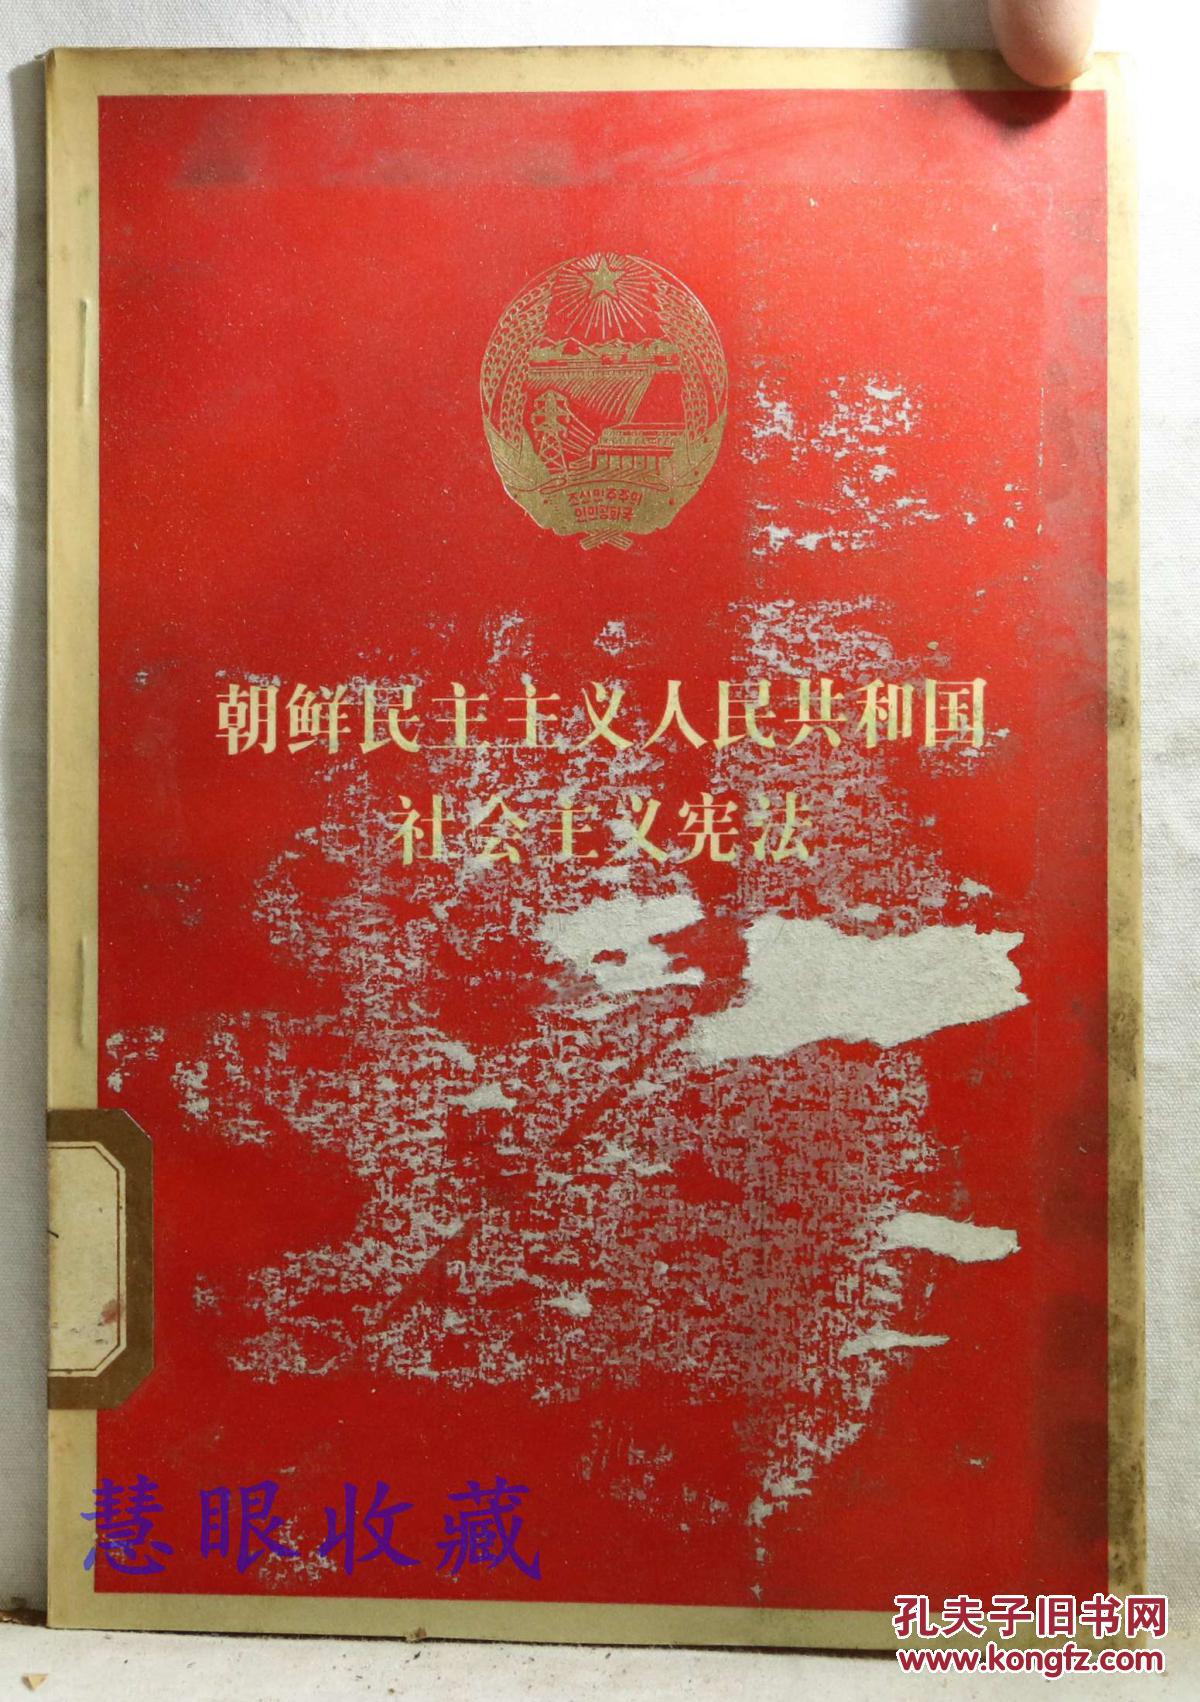 조선민주주의
인민공화국
朝鲜民主主义人民共和国
社会主义宪法
慧眼收藏
孔夫子旧书网
www.kongfz.com